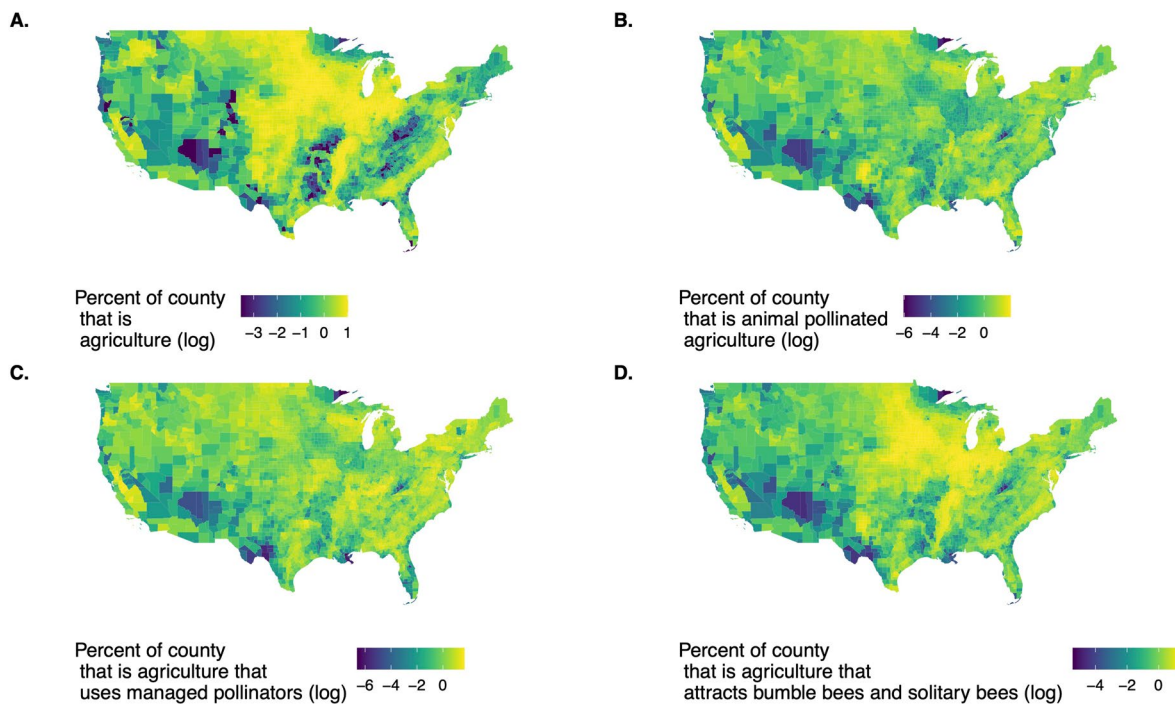 A.
B.
Percent of county
that is
agriculture (log)
−3 −2 −1 0 1
Percent of county
that is animal pollinated
agriculture (log)
−6 −4 −2 0
C.
D.
Percent of county
that is agriculture that
uses managed pollinators (log)
−6 −4 −2 0
Percent of county
that is agriculture that
attracts bumble bees and solitary bees (log)
−4 −2 0